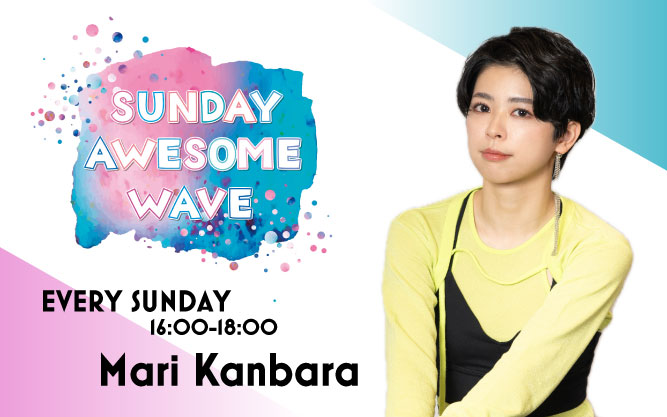 SUNDAY
AWESOME
WAVE
EVERY SUNDAY
16:00-18:00
Mari Kanbara